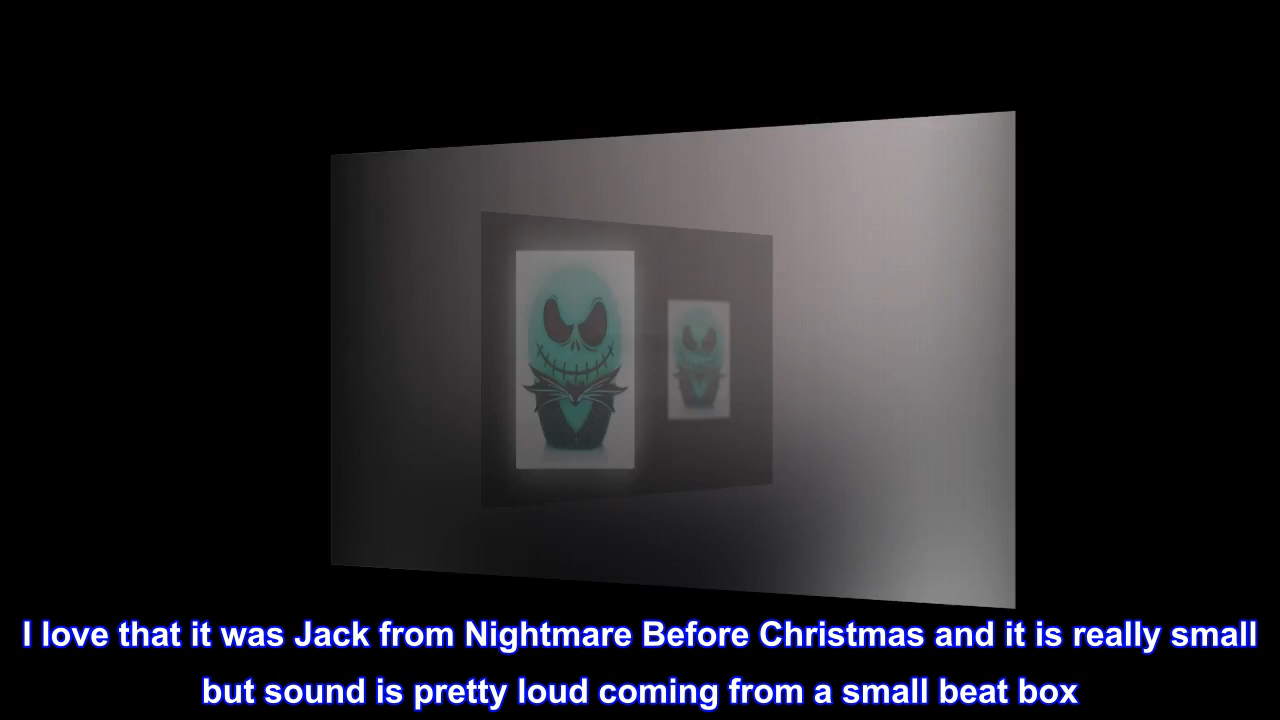 I love that it was Jack from Nightmare Before Christmas and it is really small
but sound is pretty loud coming from a small beat box